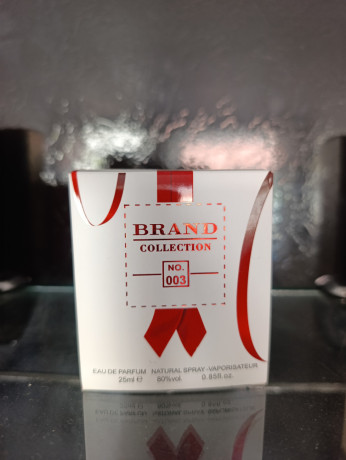 BRAND
COLLECTION
NO.
003
EAU DE PARFUM NATURAL SPRAY-VAPORISATEUR
25ml ℮ 80%vol. 0.85fl. oz.